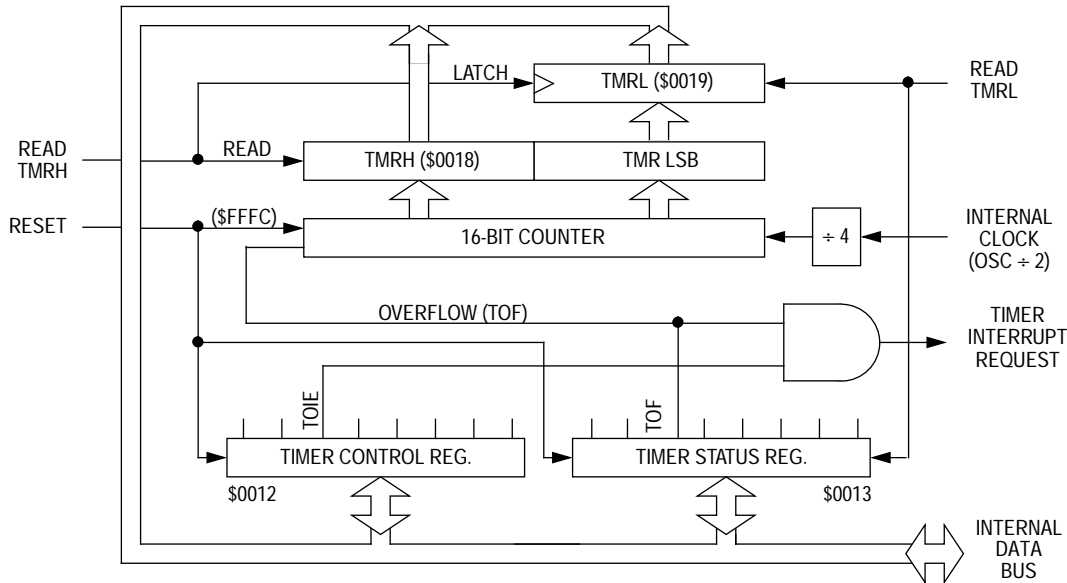 LATCH
TMRL ($0019)
READ
TMRL
READ
TMRH
READ
TMRH ($0018)
TMR LSB
RESET
($FFFC)
16-BIT COUNTER
÷ 4
INTERNAL
CLOCK
(OSC ÷ 2)
OVERFLOW (TOF)
TIMER
INTERRUPT
REQUEST
TOIE
TOF
TIMER CONTROL REG.
TIMER STATUS REG.
$0012
$0013
INTERNAL
DATA
BUS